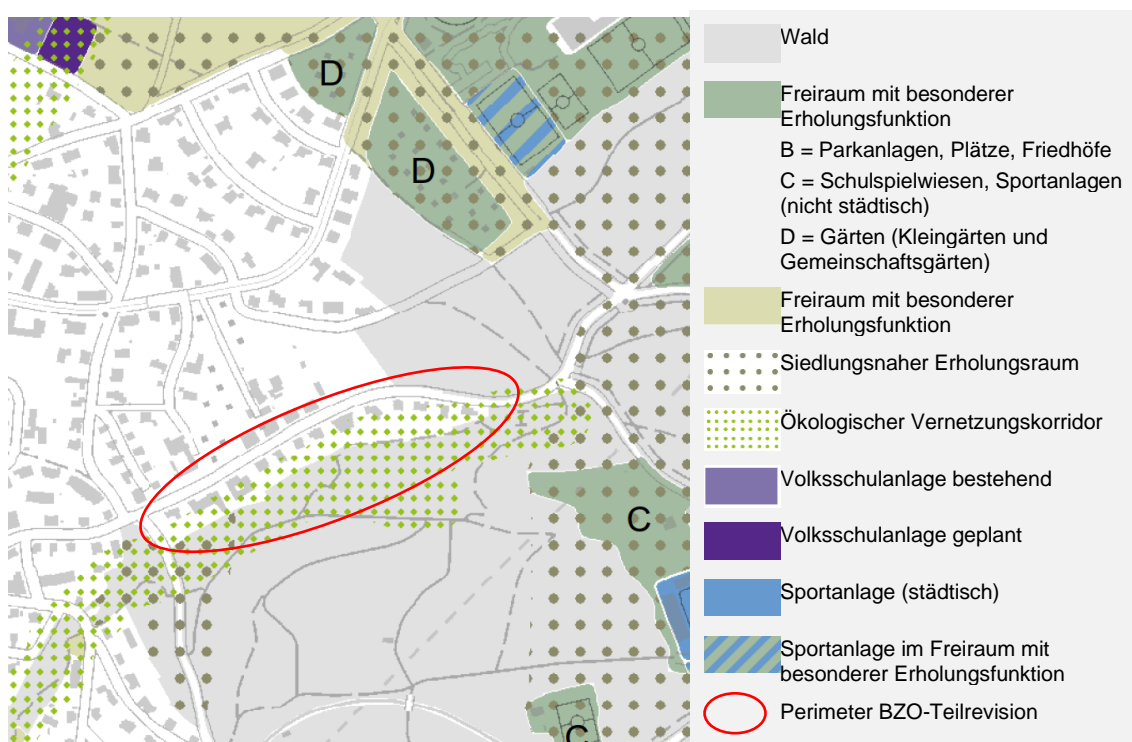 D
D
C
C
Wald
Freiraum mit besonderer
Erholungsfunktion
B = Parkanlagen, Plätze, Friedhöfe
C = Schulspielwiesen, Sportanlagen
(nicht städtisch)
D = Gärten (Kleingärten und
Gemeinschaftsgärten)
Freiraum mit besonderer
Erholungsfunktion
Siedlungsnaher Erholungsraum
Ökologischer Vernetzungskorridor
Volksschulanlage bestehend
Volksschulanlage geplant
Sportanlage (städtisch)
Sportanlage im Freiraum mit
besonderer Erholungsfunktion
Perimeter BZO-Teilrevision